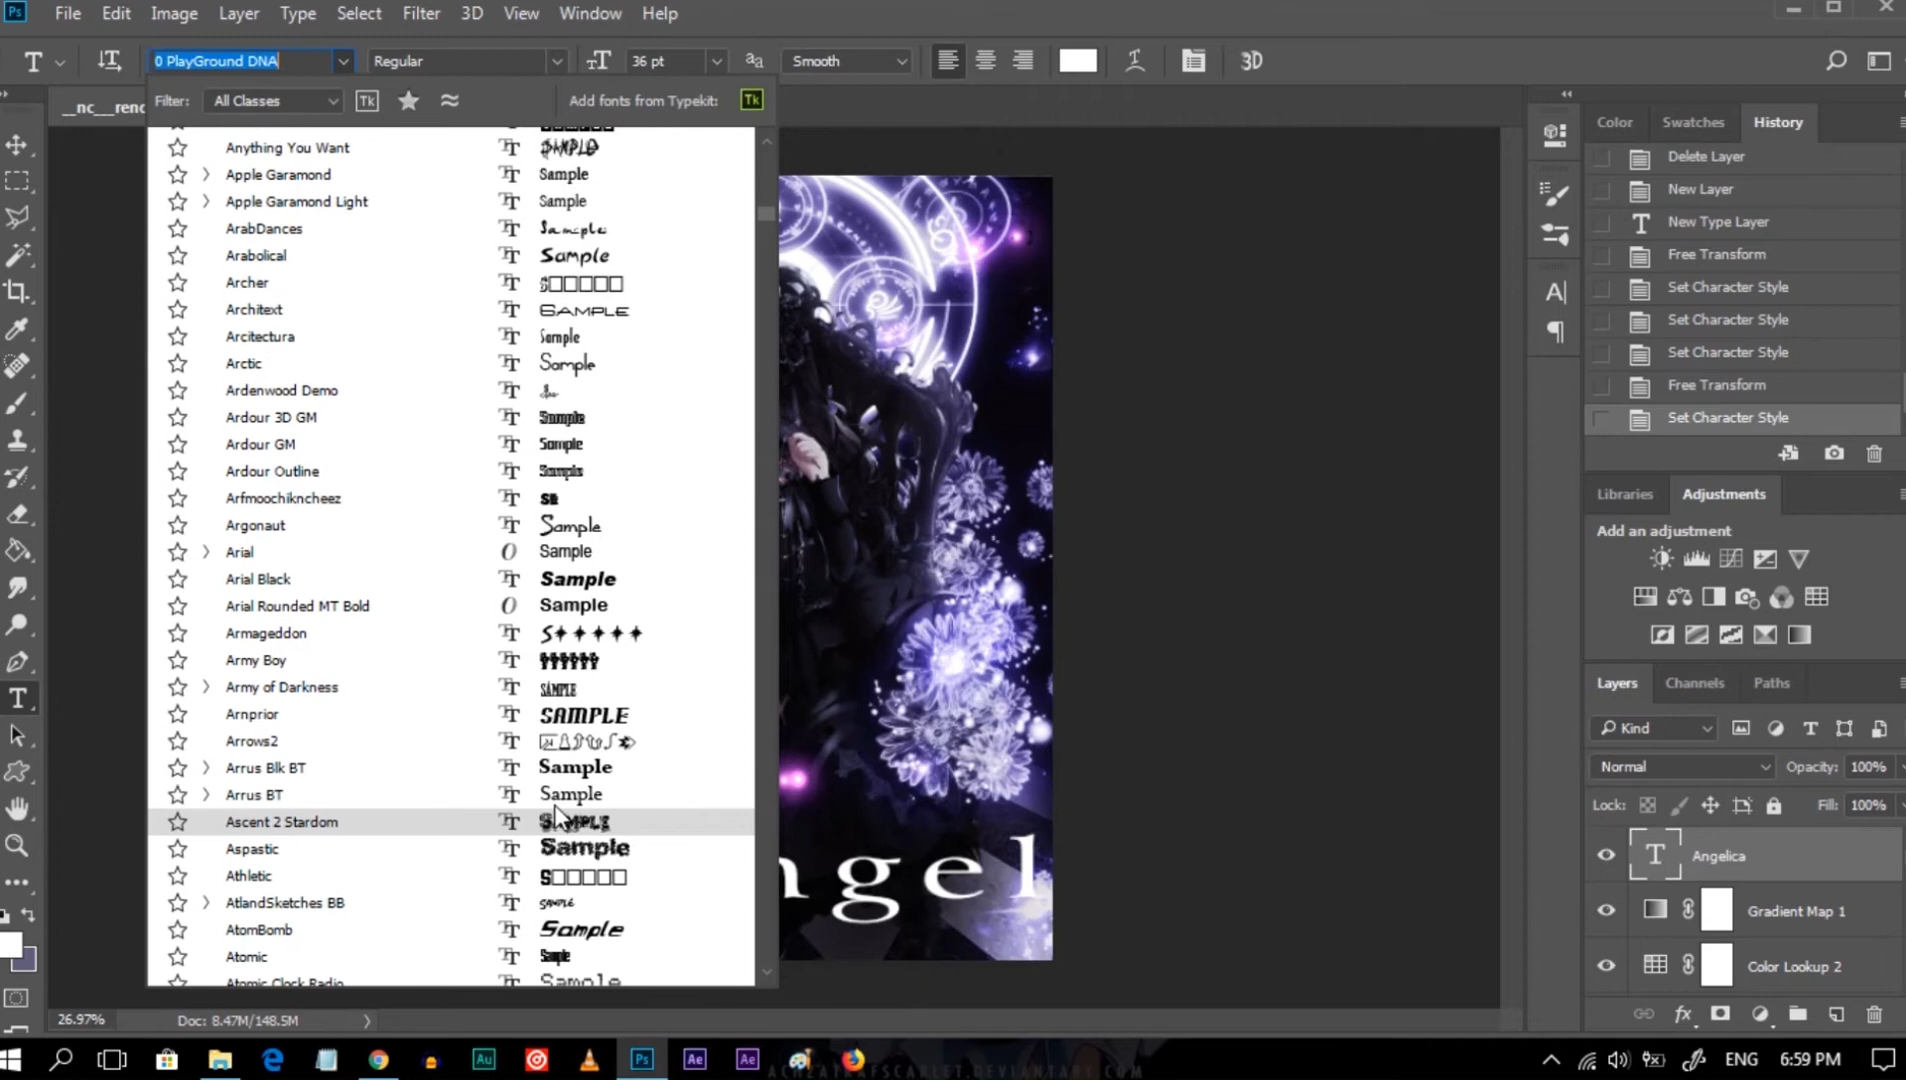 Ps File Edit Image Layer Type Select Filter 3D View Window Help
T 0 PlayGround DNA Regular 36 pt aa Smooth 3D
Filter: All Classes Tk Add fonts from Typekit: Tk
__nc__rend
Anything You Want SAMPLE
Apple Garamond Sample
Apple Garamond Light Sample
ArabDances Sample
Arabolical Sample
Archer S
Architext SAMPLE
Arcitectura Sample
Arctic Sample
Ardenwood Demo
Ardour 3D GM Sample
Ardour GM Sample
Ardour Outline Sample
Arfmoochikncheez
Argonaut Sample
Arial Sample
Arial Black Sample
Arial Rounded MT Bold Sample
Armageddon S
Army Boy
Army of Darkness SAMPLE
Arnprior SAMPLE
Arrows2
Arrus Blk BT Sample
Arrus BT Sample
Ascent 2 Stardom SAMPLE
Aspastic Sample
Athletic S
AtlandSketches BB SAMPLE
AtomBomb Sample
Atomic Sample
Atomic Clock Radio Sample
ngel
Color Swatches History
Delete Layer
New Layer
New Type Layer
Free Transform
Set Character Style
Set Character Style
Set Character Style
Free Transform
Set Character Style
Libraries Adjustments
Add an adjustment
Layers Channels Paths
Kind
Normal Opacity: 100%
Lock: Fill: 100%
Angelica
Gradient Map 1
Color Lookup 2
fx
26.97% Doc: 8.47M/148.5M
Au Ps Ae Ae ENG 6:59 PM